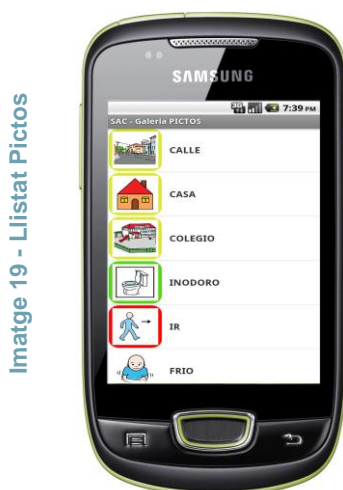 Imatge 19 - Llistat Pictos
SAMSUNG
7:39 PM
SAC - Galeria PICTOS
CALLE
CASA
COLEGIO
INODORO
IR
FRIO